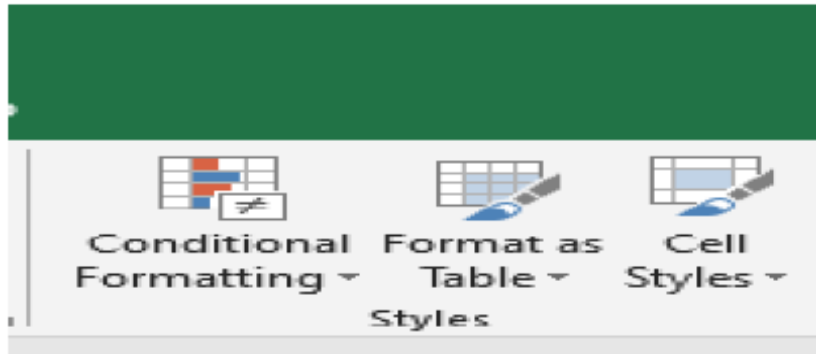 Conditional Formatting
Format as Table
Cell Styles
Styles